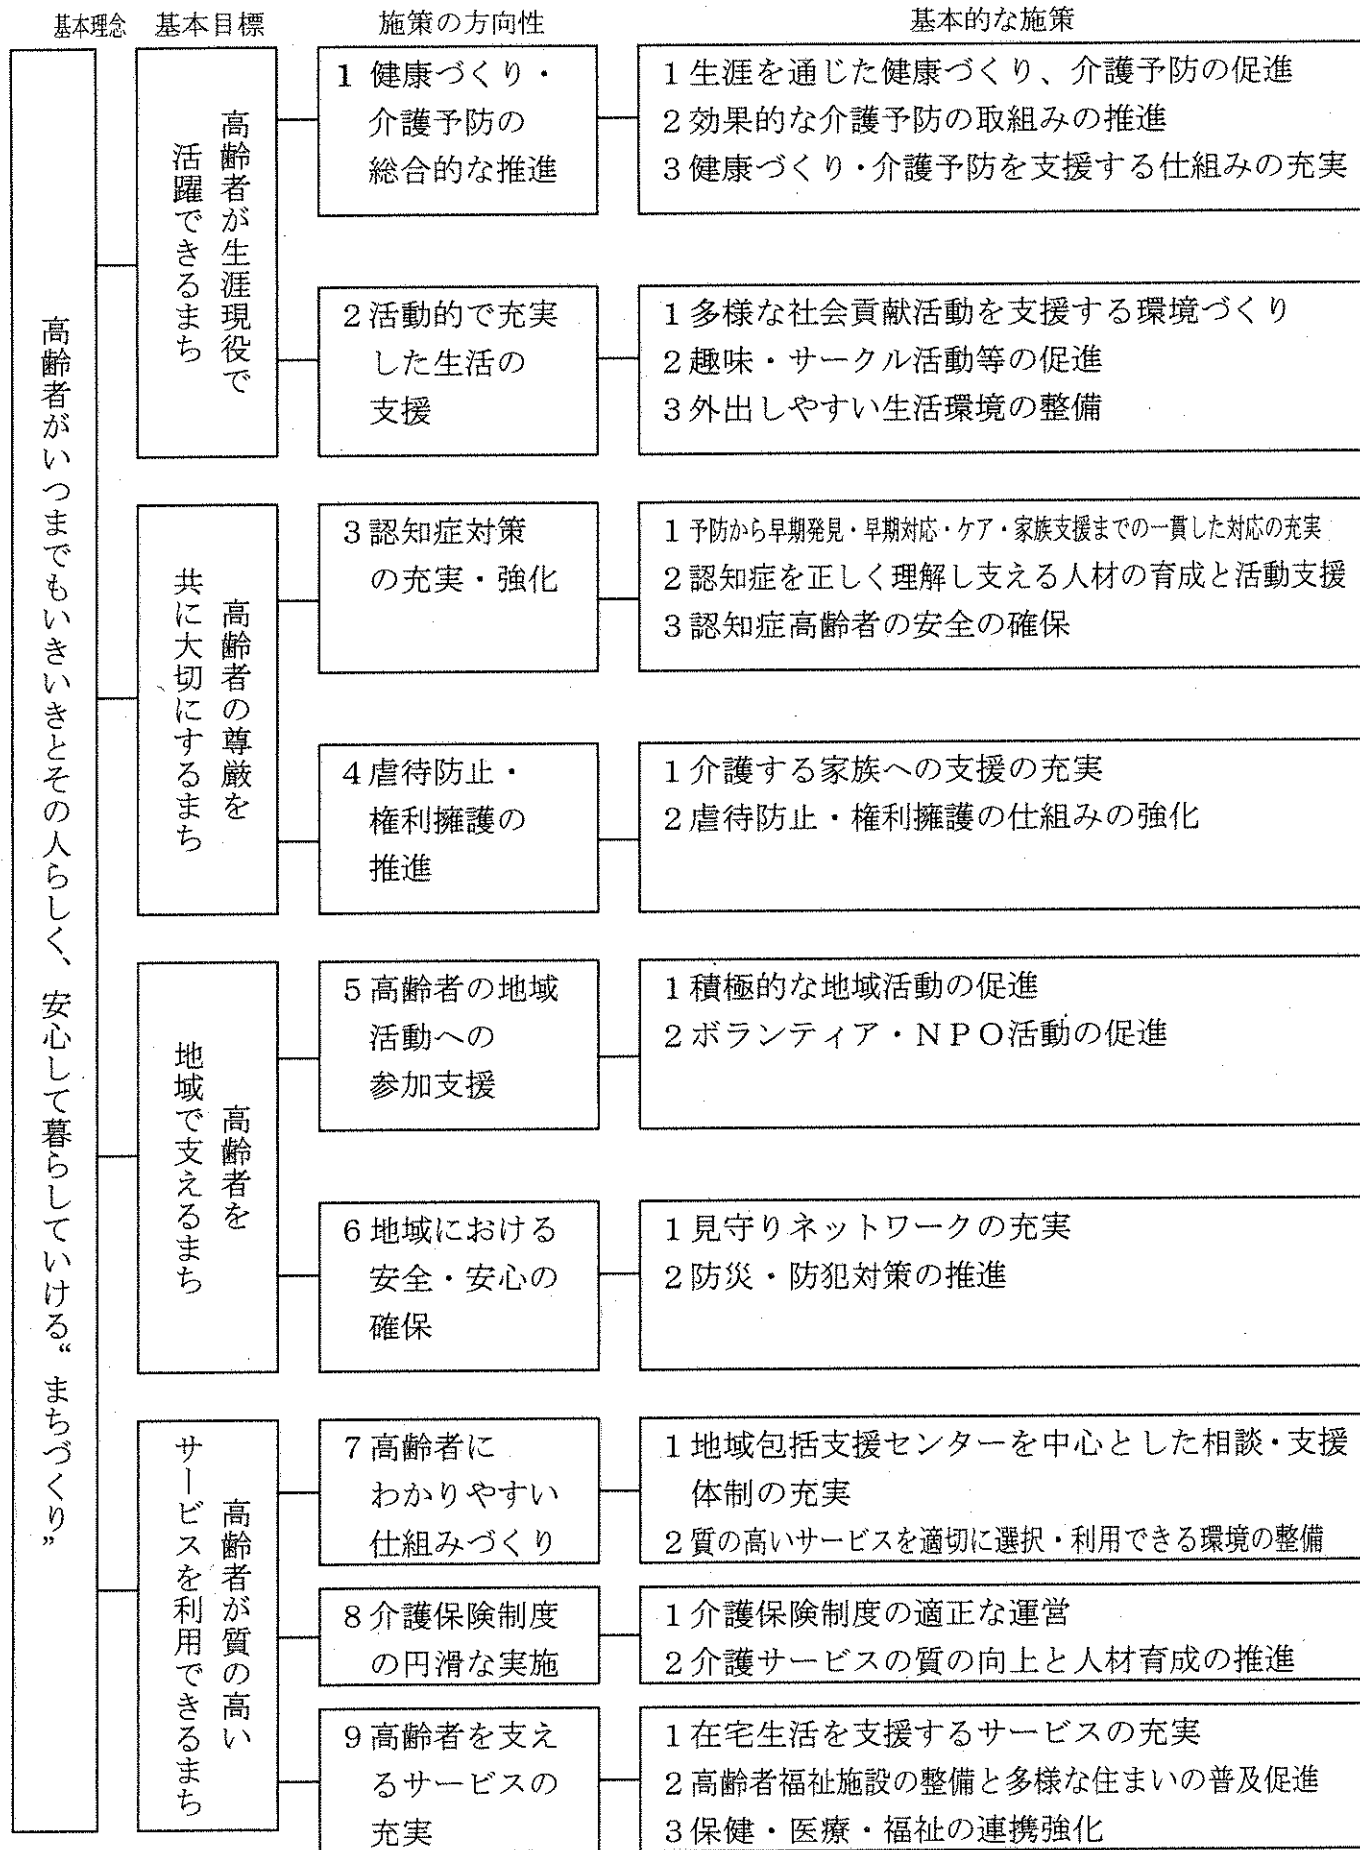 基本理念 基本目標 施策の方向性 基本的な施策
高齢者がいつまでもいきいきとその人らしく、安心して暮らしていける“まちづくり”
高齢者が生涯現役で
活躍できるまち
1 健康づくり・
介護予防の
総合的な推進
1 生涯を通じた健康づくり、介護予防の促進
2 効果的な介護予防の取組みの推進
3 健康づくり・介護予防を支援する仕組みの充実
2 活動的で充実
した生活の
支援
1 多様な社会貢献活動を支援する環境づくり
2 趣味・サークル活動等の促進
3 外出しやすい生活環境の整備
高齢者の尊厳を
共に大切にするまち
3 認知症対策
の充実・強化
1 予防から早期発見・早期対応・ケア・家族支援までの一貫した対応の充実
2 認知症を正しく理解し支える人材の育成と活動支援
3 認知症高齢者の安全の確保
4 虐待防止・
権利擁護の
推進
1 介護する家族への支援の充実
2 虐待防止・権利擁護の仕組みの強化
高齢者を
地域で支えるまち
5 高齢者の地域
活動への
参加支援
1 積極的な地域活動の促進
2 ボランティア・NPO活動の促進
6 地域における
安全・安心の
確保
1 見守りネットワークの充実
2 防災・防犯対策の推進
高齢者が質の高い
サービスを利用できるまち
7 高齢者に
わかりやすい
仕組みづくり
1 地域包括支援センターを中心とした相談・支援
体制の充実
2 質の高いサービスを適切に選択・利用できる環境の整備
8 介護保険制度
の円滑な実施
1 介護保険制度の適正な運営
2 介護サービスの質の向上と人材育成の推進
9 高齢者を支え
るサービスの
充実
1 在宅生活を支援するサービスの充実
2 高齢者福祉施設の整備と多様な住まいの普及促進
3 保健・医療・福祉の連携強化